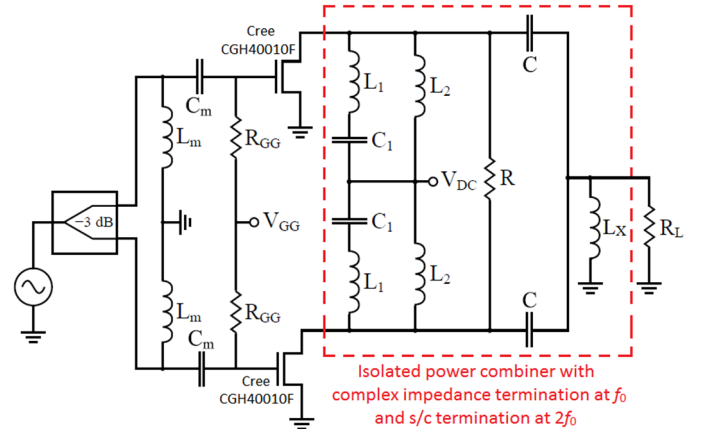 Cree
CGH40010F
C
Cm
L1
L2
Lm
RGG
C1
−3 dB
VGG
VDC
R
LX
RL
C1
Lm
RGG
L1
L2
Cm
C
Cree
CGH40010F
Isolated power combiner with
complex impedance termination at f0
and s/c termination at 2f0